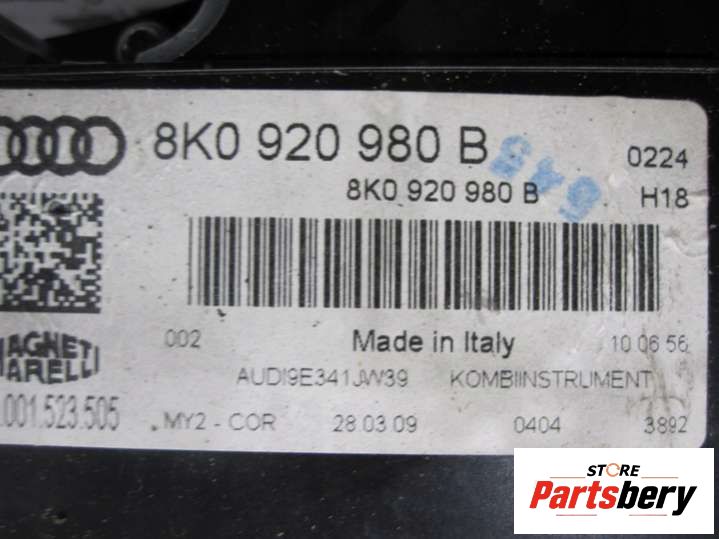 8K0 920 980 B
0224
8K0 920 980 B
H18
545
002
Made in Italy
10 06 56
MAGNETI
MARELLI
AUDI9E341JW39
KOMBIINSTRUMENT
.001.523.505
MY2 - COR
28.03.09
0404
3892
STORE
Partsbery